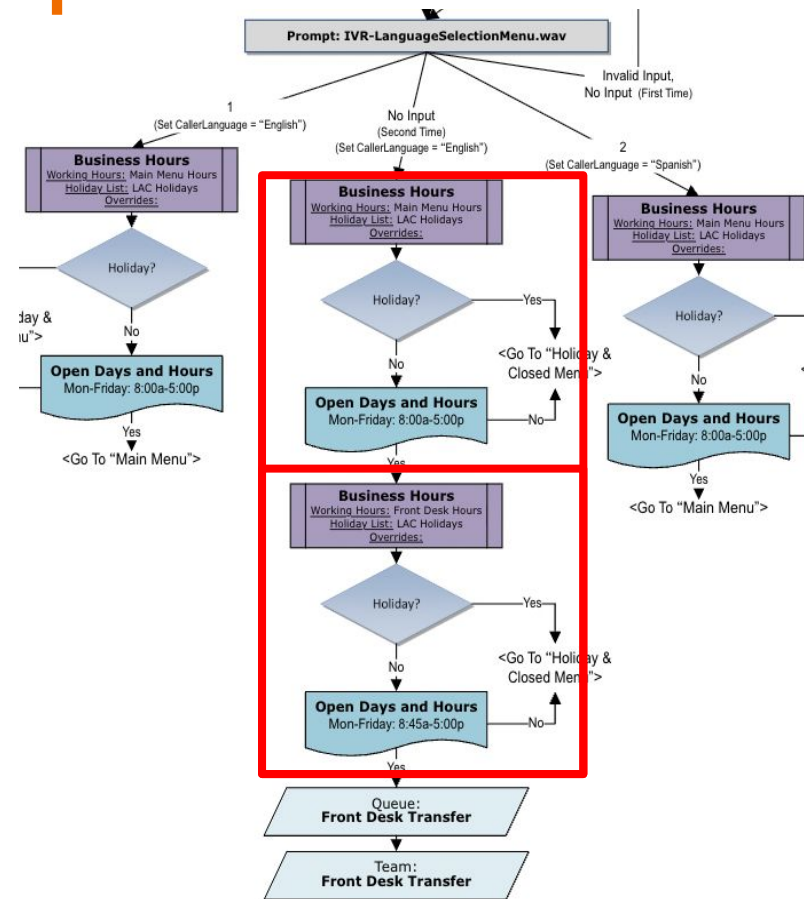 Prompt: IVR-LanguageSelectionMenu.wav
Invalid Input,
No Input (First Time)
1
(Set CallerLanguage = “English”)
No Input
(Second Time)
(Set CallerLanguage = “English”)
2
(Set CallerLanguage = “Spanish”)
Business Hours
Working Hours: Main Menu Hours
Holiday List: LAC Holidays
Overrides:
Holiday?
No
Open Days and Hours
Mon-Friday: 8:00a-5:00p
Yes
<Go To “Main Menu”>
Business Hours
Working Hours: Main Menu Hours
Holiday List: LAC Holidays
Overrides:
Holiday?
Yes
<Go To “Holiday &
Closed Menu”>
No
Open Days and Hours
Mon-Friday: 8:00a-5:00p
No
Yes
Business Hours
Working Hours: Front Desk Hours
Holiday List: LAC Holidays
Overrides:
Holiday?
Yes
<Go To “Holiday &
Closed Menu”>
No
Open Days and Hours
Mon-Friday: 8:45a-5:00p
No
Yes
Queue:
Front Desk Transfer
Team:
Front Desk Transfer
Business Hours
Working Hours: Main Menu Hours
Holiday List: LAC Holidays
Overrides:
Holiday?
No
Open Days and Hours
Mon-Friday: 8:00a-5:00p
Yes
<Go To “Main Menu”>